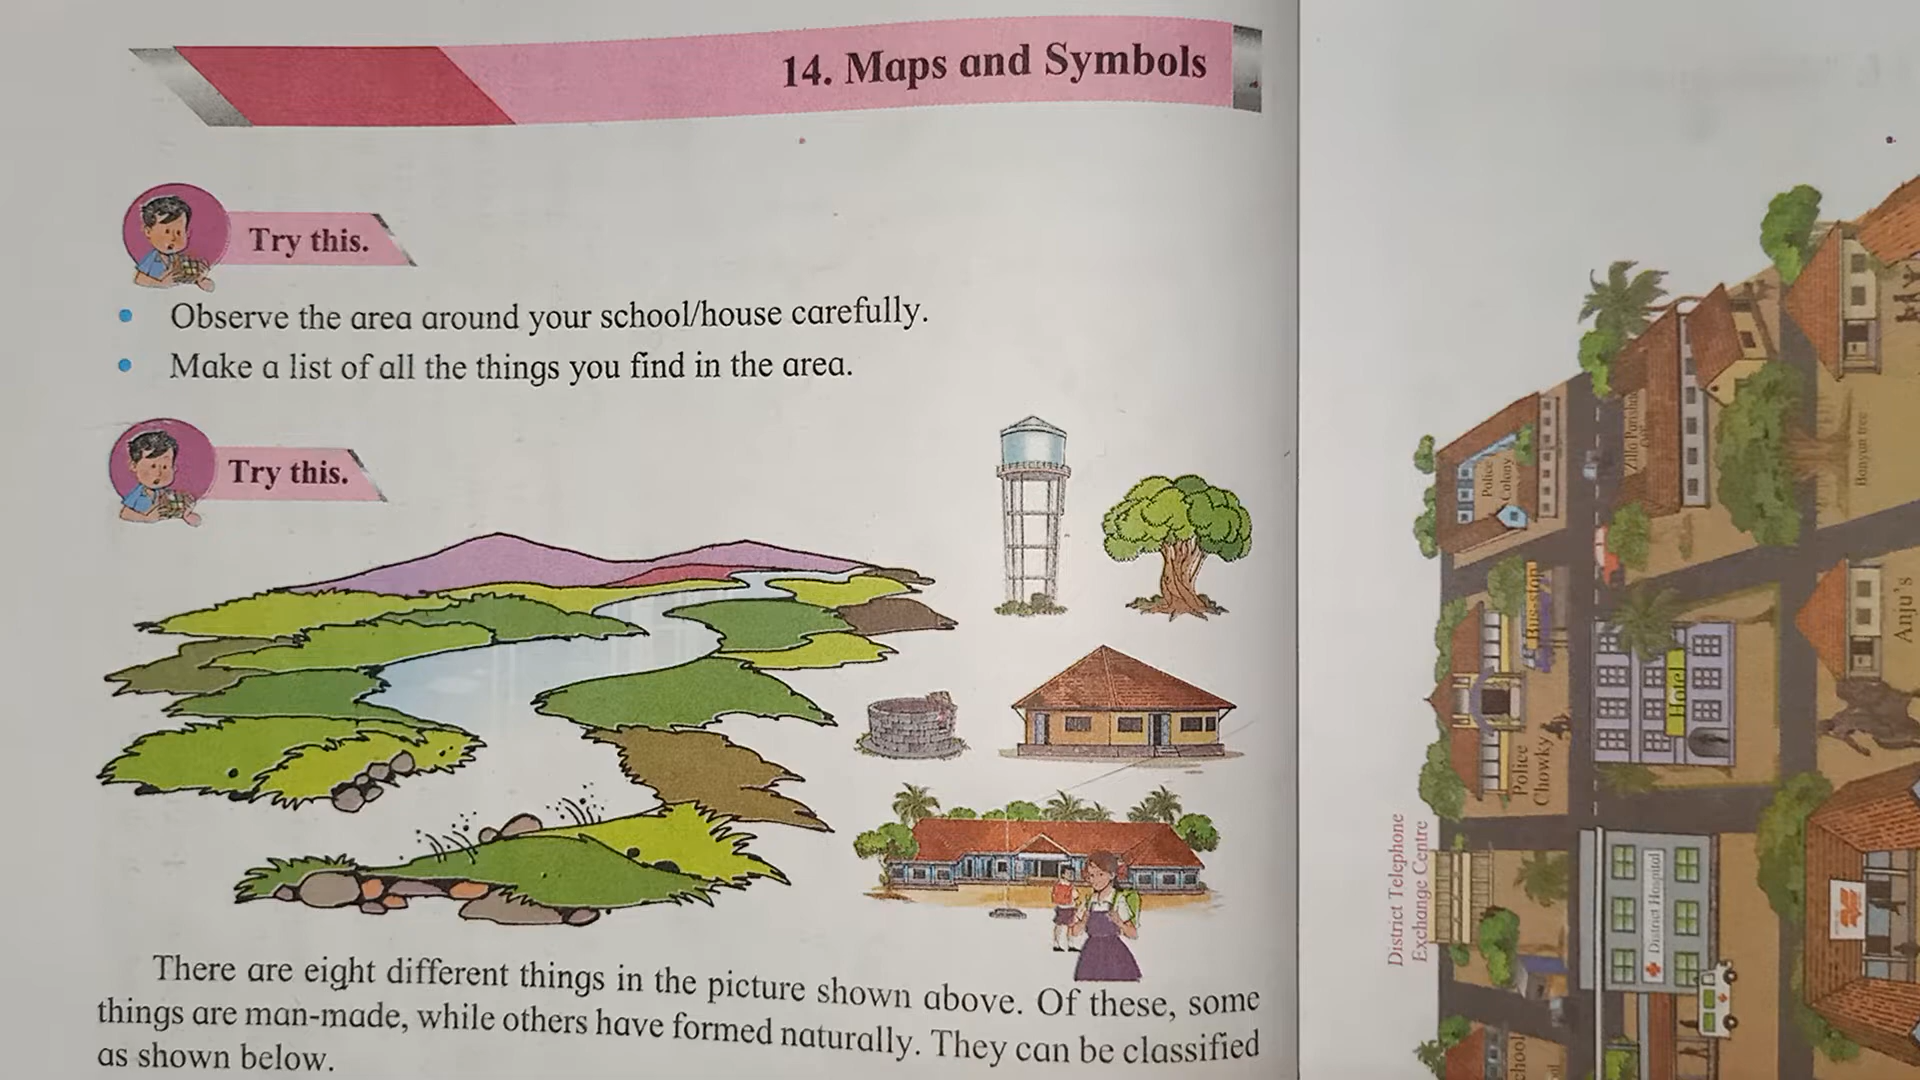 14. Maps and Symbols
Try this.
Observe the area around your school/house carefully.
Make a list of all the things you find in the area.
Try this.
There are eight different things in the picture shown above. Of these, some
things are man-made, while others have formed naturally. They can be classified
as shown below.
Police
Colony
Zilla Parishad
Banyan tree
Bus stop
Hotel
Anju's
Police
Chowky
District Telephone
Exchange Centre
District Hospital